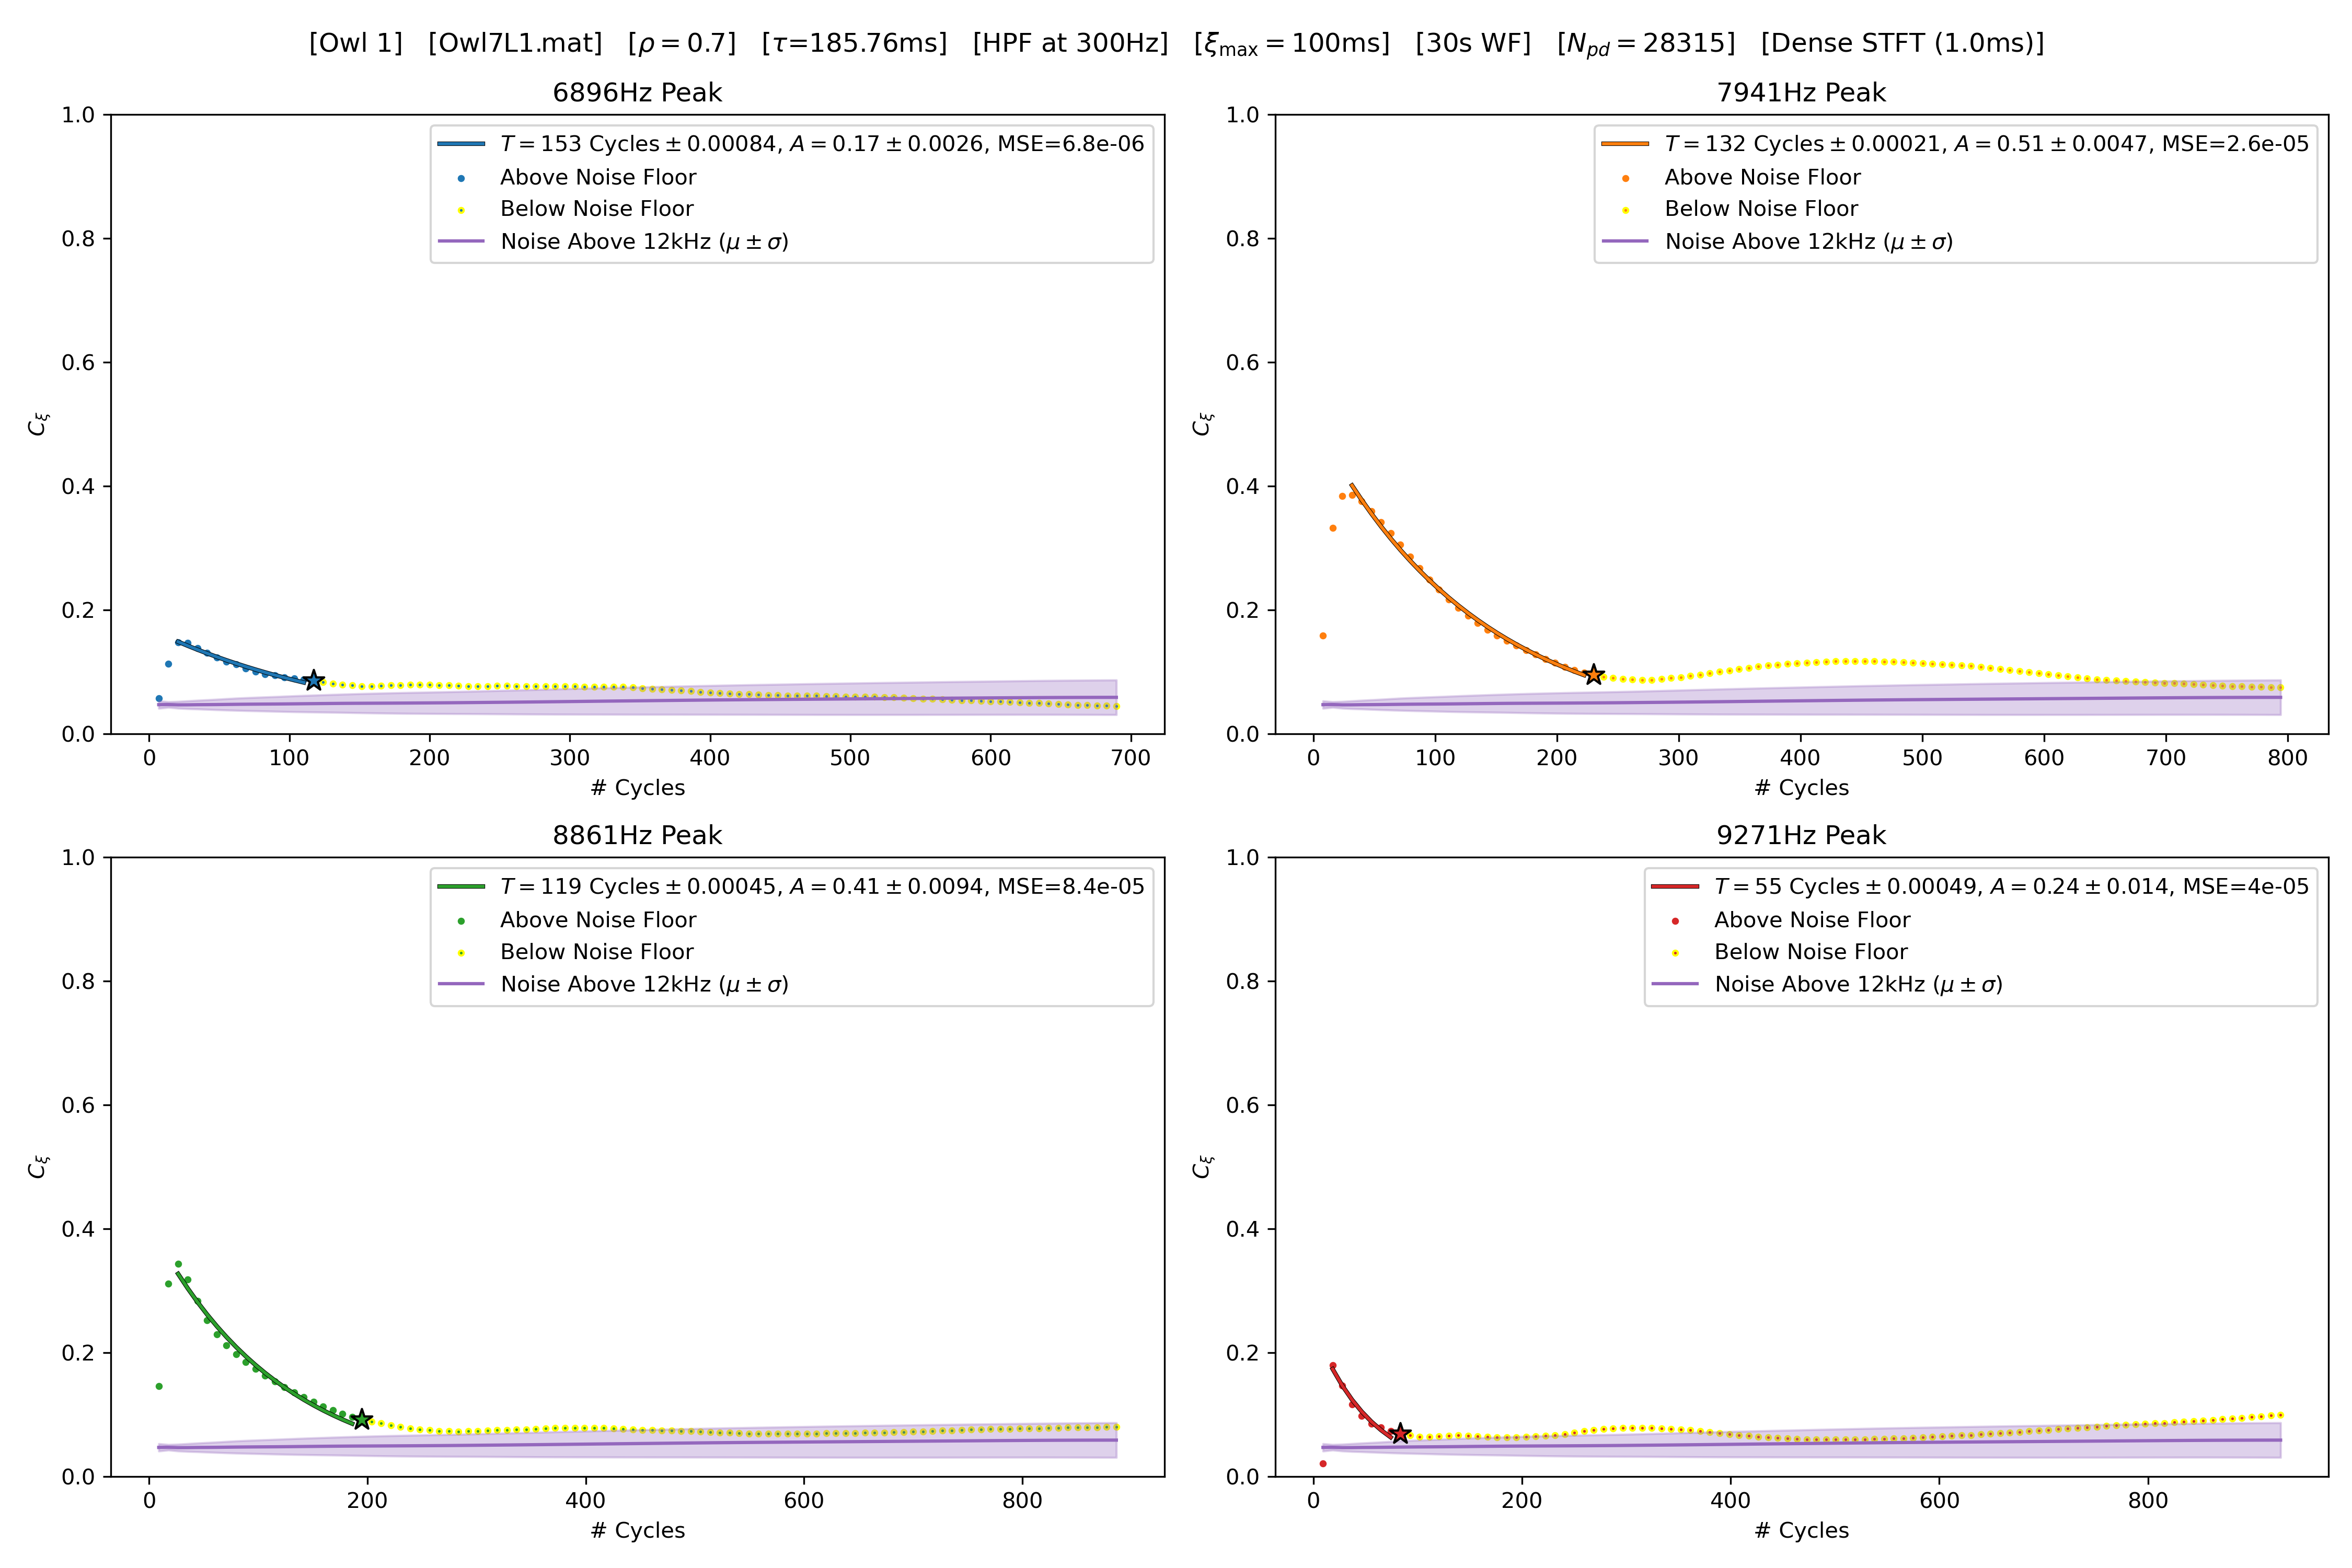 [Owl 1] [Owl7L1.mat] [ρ = 0.7] [τ=185.76ms] [HPF at 300Hz] [ξmax = 100ms] [30s WF] [Npd = 28315] [Dense STFT (1.0ms)]
6896Hz Peak
T = 153 Cycles ± 0.00084, A = 0.17 ± 0.0026, MSE=6.8e-06
Above Noise Floor
Below Noise Floor
Noise Above 12kHz (μ ± σ)
1.0
0.8
0.6
0.4
0.2
0.0
Cξ
0 100 200 300 400 500 600 700
# Cycles
7941Hz Peak
T = 132 Cycles ± 0.00021, A = 0.51 ± 0.0047, MSE=2.6e-05
Above Noise Floor
Below Noise Floor
Noise Above 12kHz (μ ± σ)
1.0
0.8
0.6
0.4
0.2
0.0
Cξ
0 100 200 300 400 500 600 700 800
# Cycles
8861Hz Peak
T = 119 Cycles ± 0.00045, A = 0.41 ± 0.0094, MSE=8.4e-05
Above Noise Floor
Below Noise Floor
Noise Above 12kHz (μ ± σ)
1.0
0.8
0.6
0.4
0.2
0.0
Cξ
0 200 400 600 800
# Cycles
9271Hz Peak
T = 55 Cycles ± 0.00049, A = 0.24 ± 0.014, MSE=4e-05
Above Noise Floor
Below Noise Floor
Noise Above 12kHz (μ ± σ)
1.0
0.8
0.6
0.4
0.2
0.0
Cξ
0 200 400 600 800
# Cycles